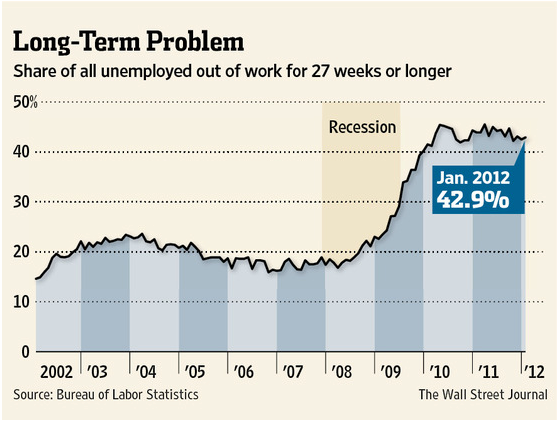 Long-Term Problem
Share of all unemployed out of work for 27 weeks or longer
50%
Recession
40
Jan. 2012
42.9%
30
20
10
0
2002 '03 '04 '05 '06 '07 '08 '09 '10 '11 '12
Source: Bureau of Labor Statistics The Wall Street Journal